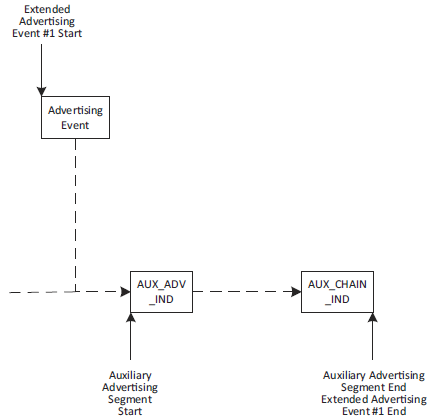 Extended
Advertising
Event #1 Start
Advertising
Event
AUX_ADV
_IND
AUX_CHAIN
_IND
Auxiliary
Advertising
Segment
Start
Auxiliary Advertising
Segment End
Extended Advertising
Event #1 End